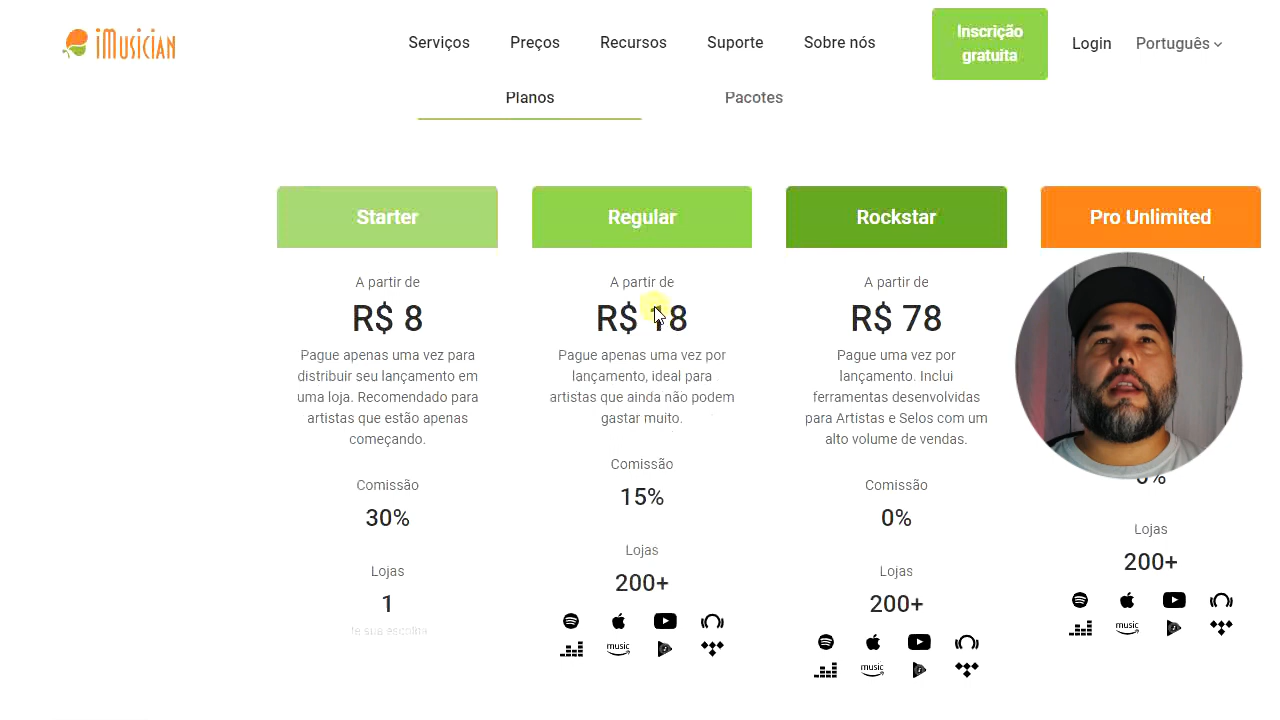 iMusician
Serviços
Preços
Recursos
Suporte
Sobre nós
Inscrição
gratuita
Login
Português
Planos
Pacotes
Starter
A partir de
R$ 8
Pague apenas uma vez para
distribuir seu lançamento em
uma loja. Recomendado para
artistas que estão apenas
começando.
Comissão
30%
Lojas
1
Regular
A partir de
R$ 18
Pague apenas uma vez por
lançamento, ideal para
artistas que ainda não podem
gastar muito.
Comissão
15%
Lojas
200+
music
Rockstar
A partir de
R$ 78
Pague uma vez por
lançamento. Inclui
ferramentas desenvolvidas
para Artistas e Selos com um
alto volume de vendas.
Comissão
0%
Lojas
200+
music
Pro Unlimited
0%
Lojas
200+
music